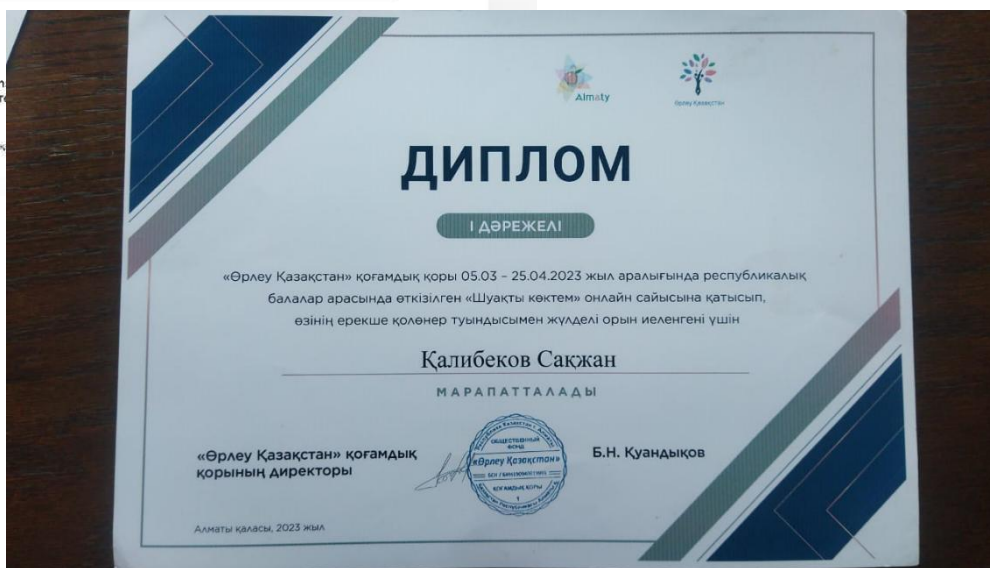 Almaty
Өрлеу Қазақстан
ДИПЛОМ
І ДӘРЕЖЕЛІ
«Өрлеу Қазақстан» қоғамдық қоры 05.03 – 25.04.2023 жыл аралығында республикалық
балалар арасында өткізілген «Шуақты көктем» онлайн сайысына қатысып,
өзінің ерекше қолөнер туындысымен жүлделі орын иеленгені үшін
Қалибеков Сақжан
МАРАПАТТАЛАДЫ
«Өрлеу Қазақстан» қоғамдық
қорының директоры
ОБЩЕСТВЕННЫЙ
ФОНД
«Өрлеу Қазақстан»
ҚОҒАМДЫҚ ҚОРЫ
Б.Н. Қуандықов
Алматы қаласы, 2023 жыл